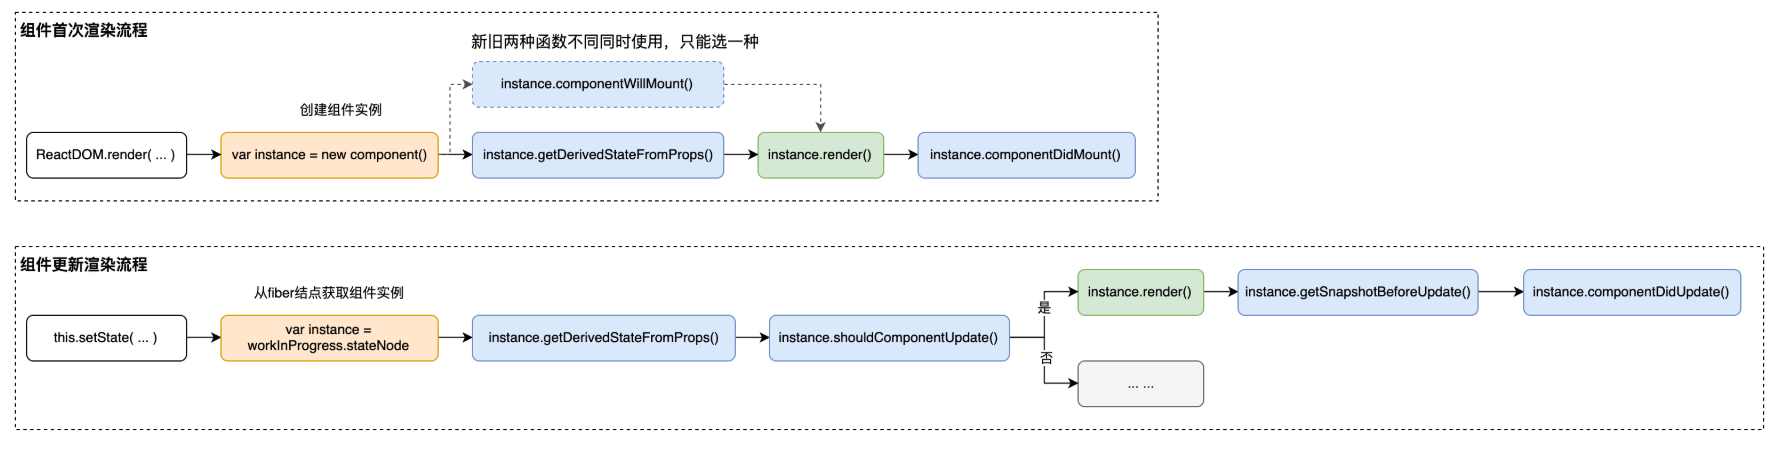 组件首次渲染流程
新旧两种函数不同同时使用，只能选一种
instance.componentWillMount()
创建组件实例
ReactDOM.render( ... )
var instance = new component()
instance.getDerivedStateFromProps()
instance.render()
instance.componentDidMount()
组件更新渲染流程
从fiber结点获取组件实例
this.setState( ... )
var instance =
workInProgress.stateNode
instance.getDerivedStateFromProps()
instance.shouldComponentUpdate()
是
instance.render()
instance.getSnapshotBeforeUpdate()
instance.componentDidUpdate()
否
... ...